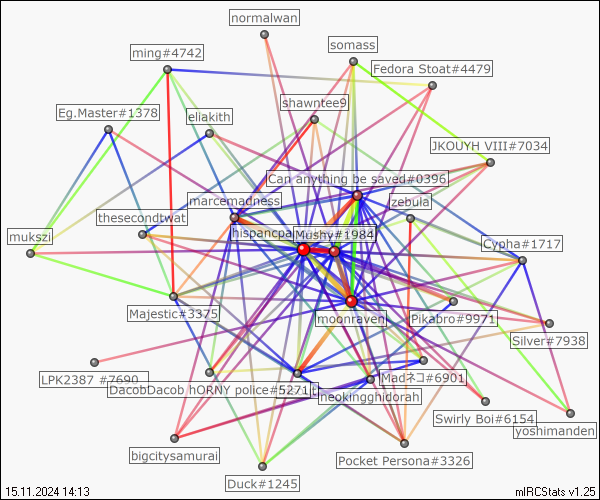 normalwan
somass
ming#4742
Fedora Stoat#4479
shawntee9
Eg.Master#1378
eliakith
JKOUYH VIII#7034
Can anything be saved#0396
marcemadness
zebula
thesecondtwat
hispancpa
Mushy#1984
mukszi
Cypha#1717
Majestic#3375
moonraven
Pikabro#9971
Silver#7938
LPK2387 #7690
Madネコ#6901
DacobDacob hORNY police#5271
neokingghidorah
Swirly Boi#6154
yoshimanden
bigcitysamurai
Pocket Persona#3326
Duck#1245
15.11.2024 14:13
mIRCStats v1.25